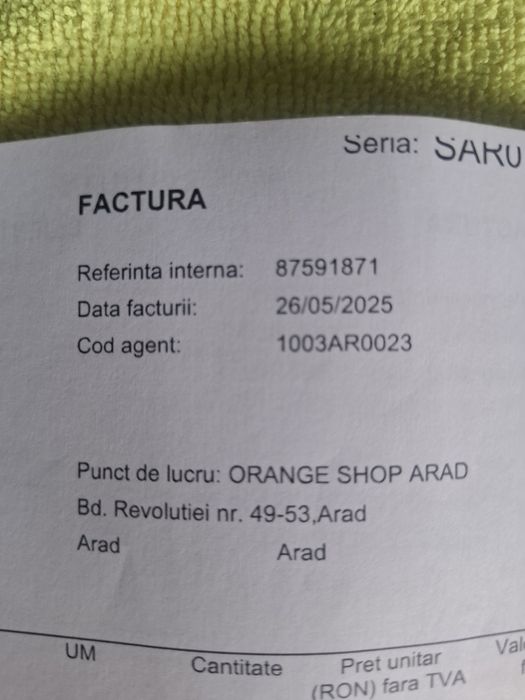 Seria: SARO
FACTURA
Referinta interna: 87591871
Data facturii: 26/05/2025
Cod agent: 1003AR0023
Punct de lucru: ORANGE SHOP ARAD
Bd. Revolutiei nr. 49-53,Arad
Arad Arad
UM Cantitate Pret unitar
(RON) fara TVA